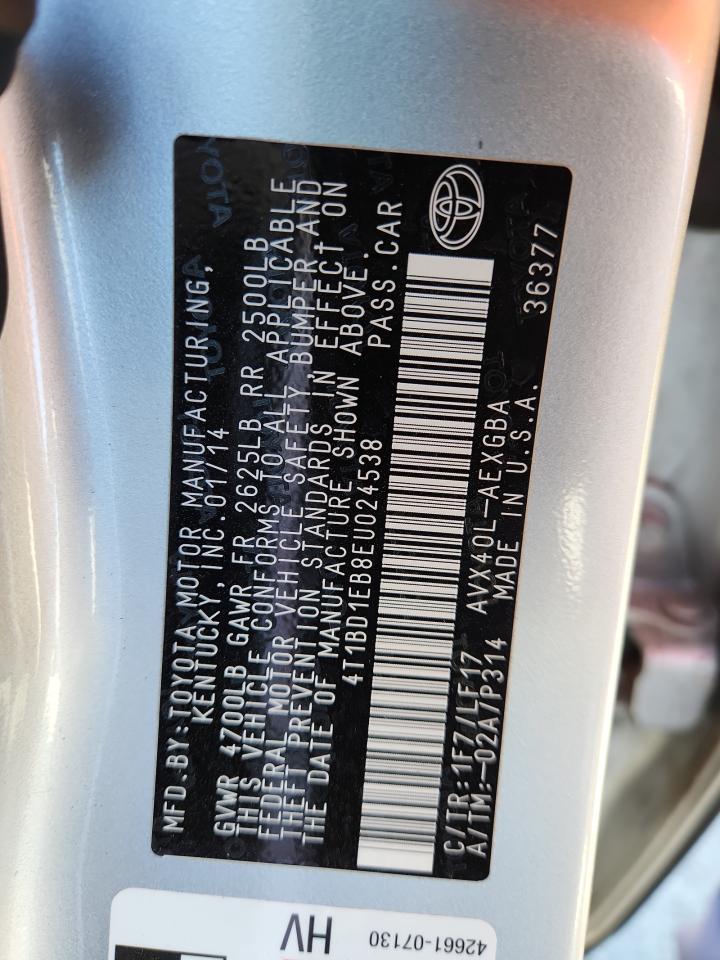 MFD.BY:TOYOTA MOTOR MANUFACTURING,
KENTUCKY, INC. 01/14
GVWR 4700LB GAWR FR 2625LB RR 2500LB
THIS VEHICLE CONFORMS TO ALL APPLICABLE
FEDERAL MOTOR VEHICLE SAFETY, BUMPER AND
THEFT PREVENTION STANDARDS IN EFFECT ON
THE DATE OF MANUFACTURE SHOWN ABOVE.
4T1BD1EB8EU024538 PASS.CAR
C/TR:1F7/LF17 AVX40L-AEXGBA
A/TM:-02A7P314 MADE IN U.S.A.
36377
HV
42661-07130